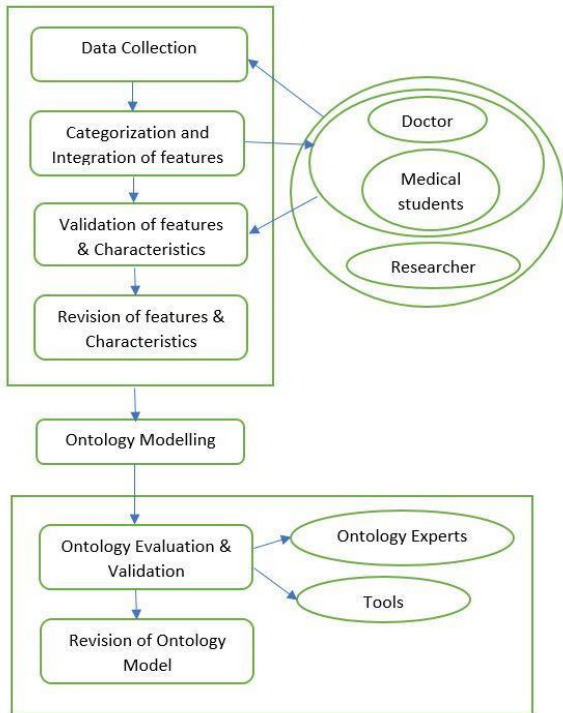 Data Collection
Categorization and
Integration of features
Validation of features
& Characteristics
Revision of features &
Characteristics
Doctor
Medical
students
Researcher
Ontology Modelling
Ontology Evaluation &
Validation
Ontology Experts
Tools
Revision of Ontology
Model